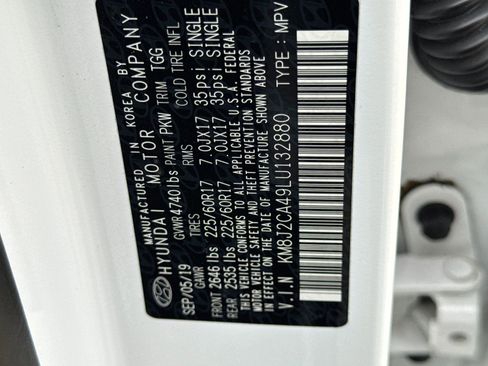 MANUFACTURED IN KOREA BY
HYUNDAI MOTOR COMPANY
SEP/05/19 GVWR 4740 lbs PAINT PKW TRIM TGG
GAWR RIMS COLD TIRE INFL
FRONT 2646 lbs 225/60R17 7.0JX17 35psi SINGLE
REAR 2535 lbs 225/60R17 7.0JX17 35psi SINGLE
THIS VEHICLE CONFORMS TO ALL APPLICABLE U.S.A. FEDERAL
MOTOR VEHICLE SAFETY AND THEFT PREVENTION STANDARDS
IN EFFECT ON THE DATE OF MANUFACTURE SHOWN ABOVE.
V.I.N : KM8J2CA49LU132880 TYPE : MPV